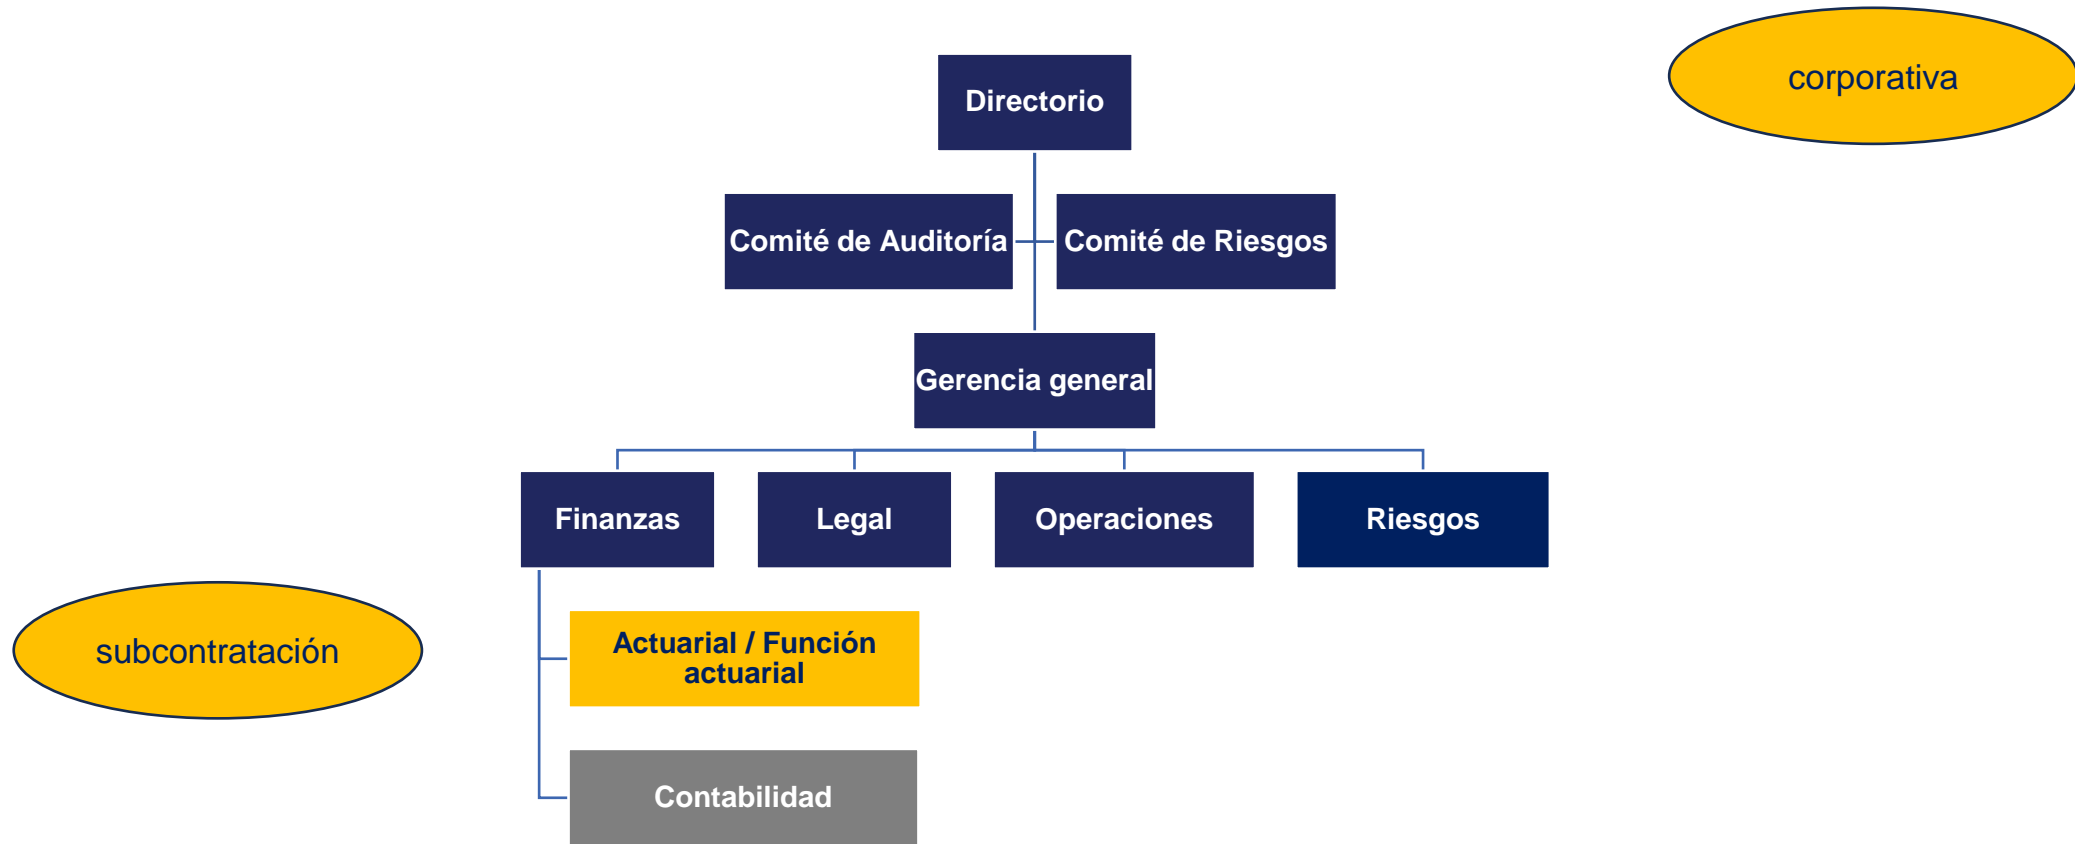 corporativa
Directorio
Comité de Auditoría
Comité de Riesgos
Gerencia general
Finanzas
Legal
Operaciones
Riesgos
subcontratación
Actuarial / Función
actuarial
Contabilidad